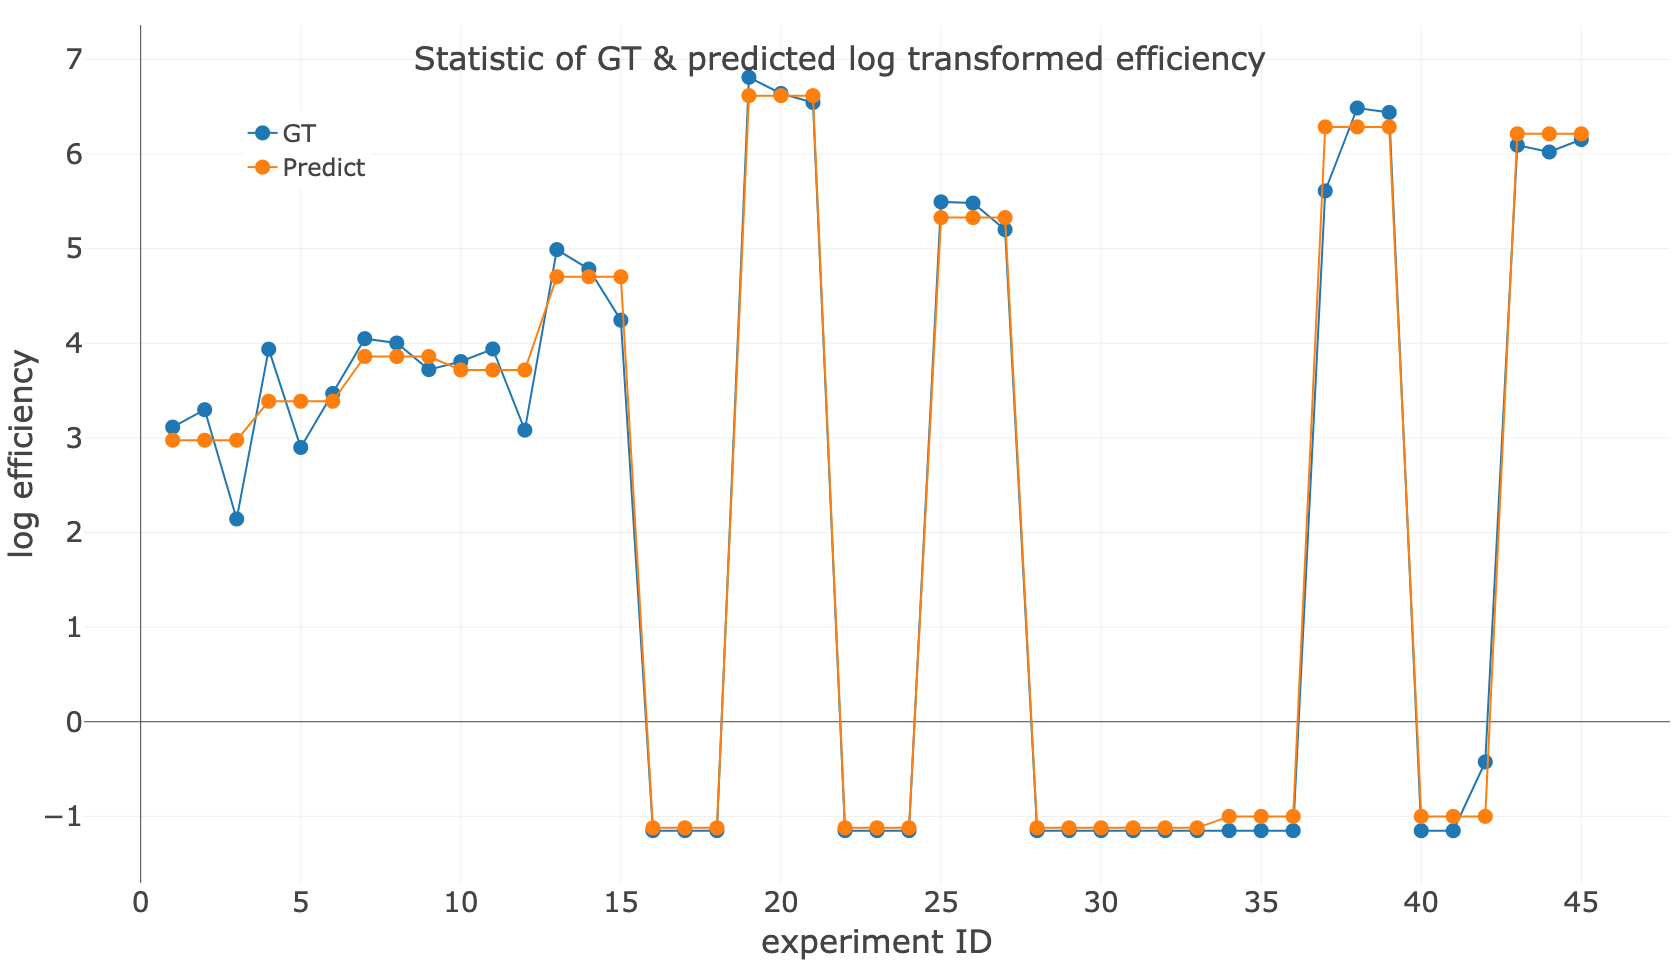 Statistic of GT & predicted log transformed efficiency
GT
Predict
log efficiency
7
6
5
4
3
2
1
0
−1
0 5 10 15 20 25 30 35 40 45
experiment ID